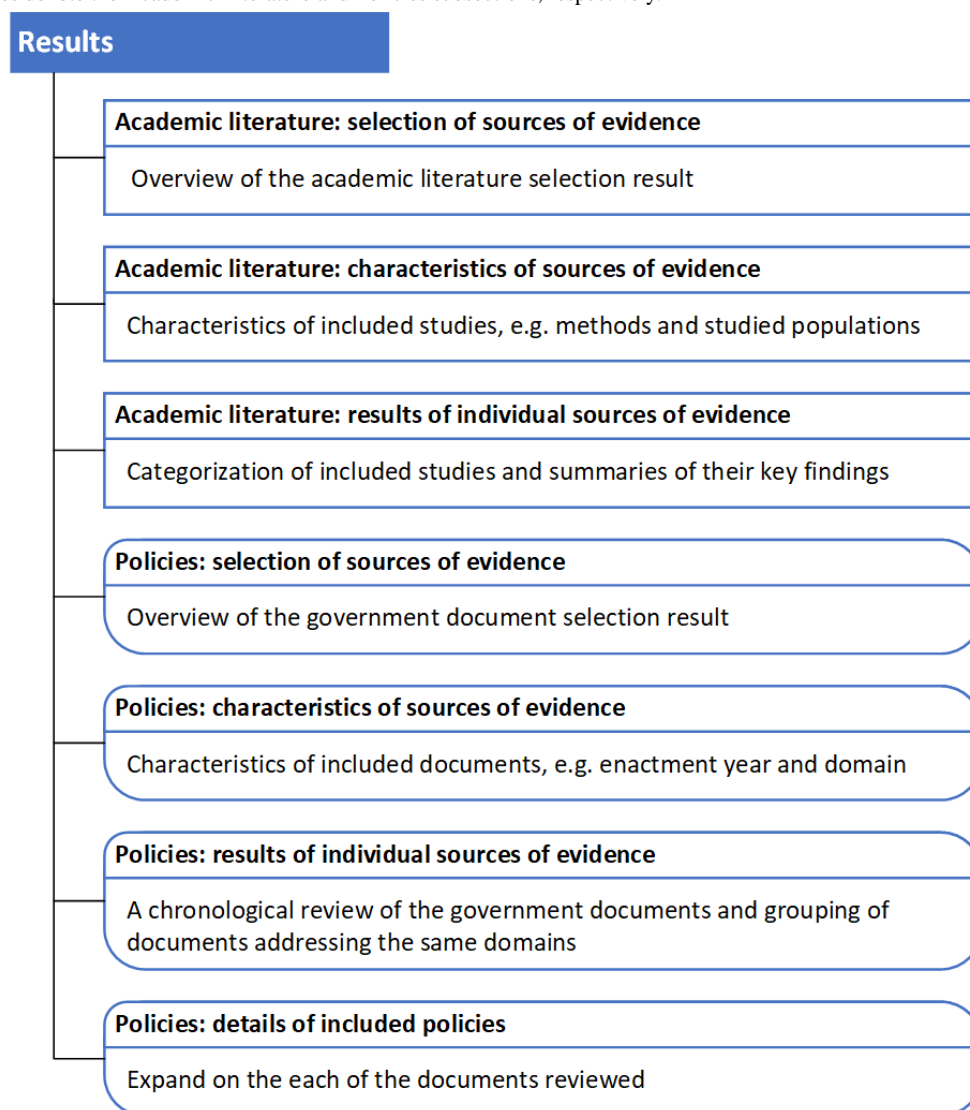 Results
Academic literature: selection of sources of evidence
Overview of the academic literature selection result
Academic literature: characteristics of sources of evidence
Characteristics of included studies, e.g. methods and studied populations
Academic literature: results of individual sources of evidence
Categorization of included studies and summaries of their key findings
Policies: selection of sources of evidence
Overview of the government document selection result
Policies: characteristics of sources of evidence
Characteristics of included documents, e.g. enactment year and domain
Policies: results of individual sources of evidence
A chronological review of the government documents and grouping of
documents addressing the same domains
Policies: details of included policies
Expand on the each of the documents reviewed